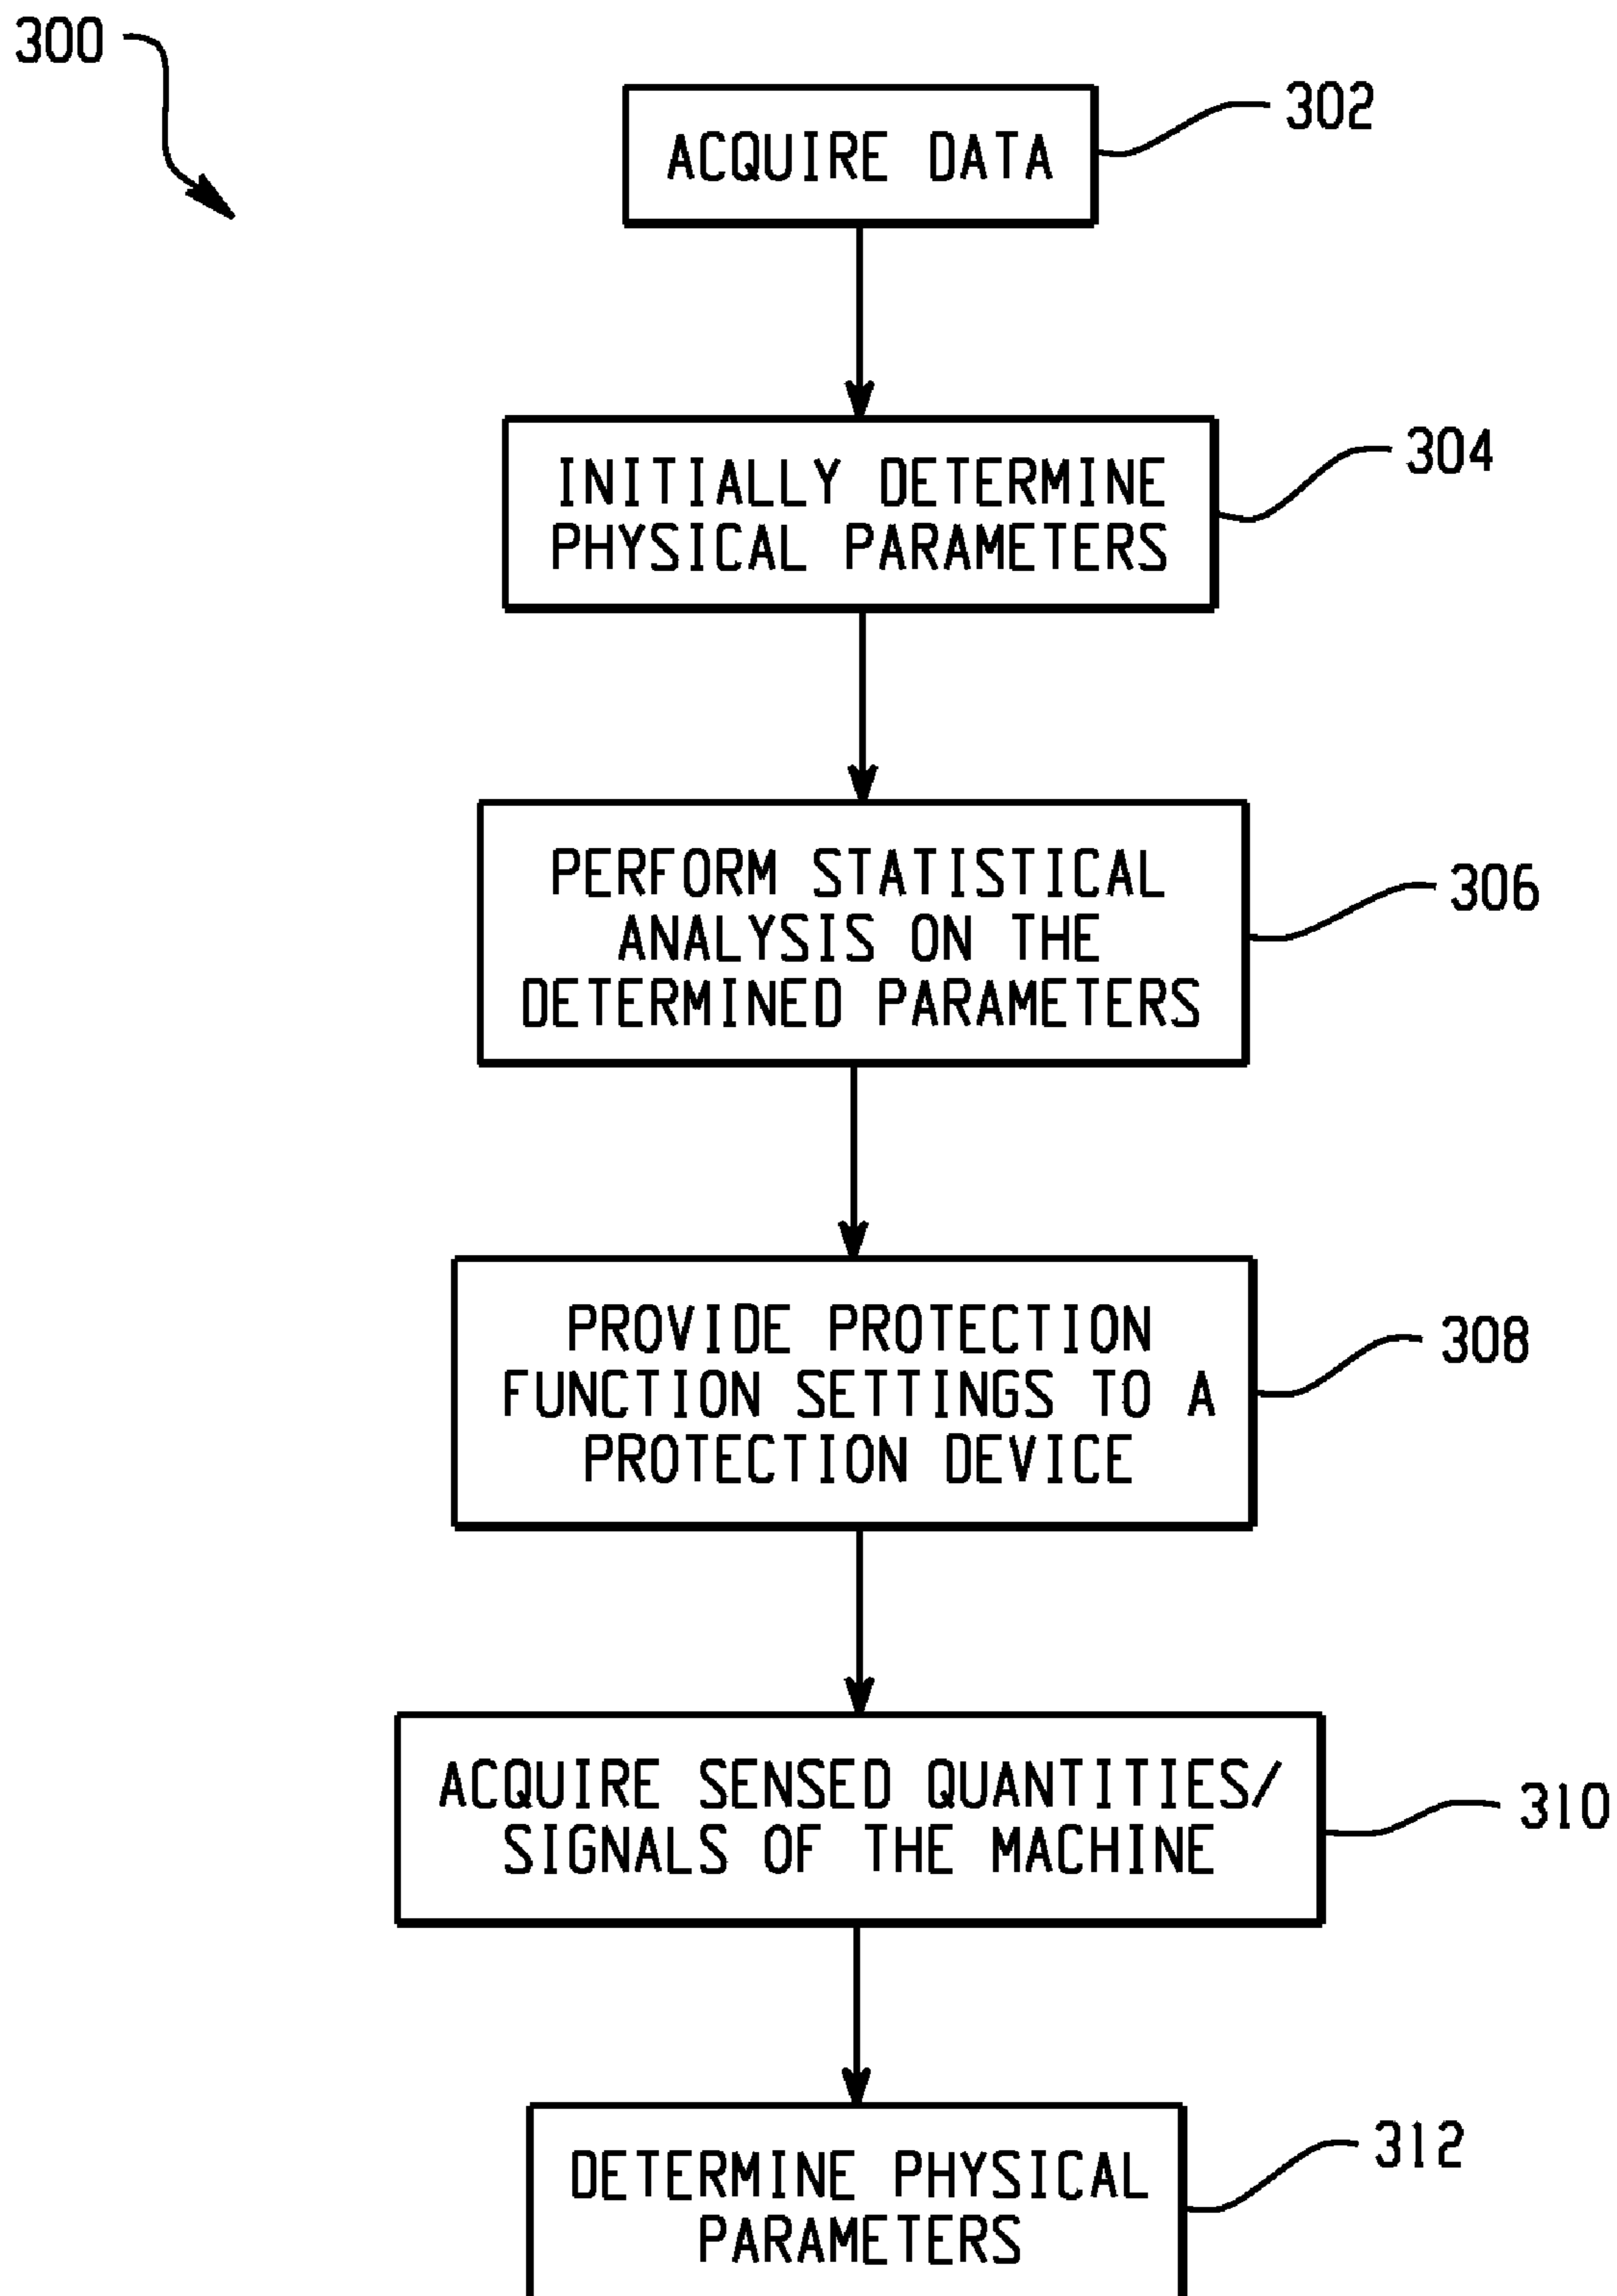 300
ACQUIRE DATA
302
INITIALLY DETERMINE
PHYSICAL PARAMETERS
304
PERFORM STATISTICAL
ANALYSIS ON THE
DETERMINED PARAMETERS
306
PROVIDE PROTECTION
FUNCTION SETTINGS TO A
PROTECTION DEVICE
308
ACQUIRE SENSED QUANTITIES/
SIGNALS OF THE MACHINE
310
DETERMINE PHYSICAL
PARAMETERS
312